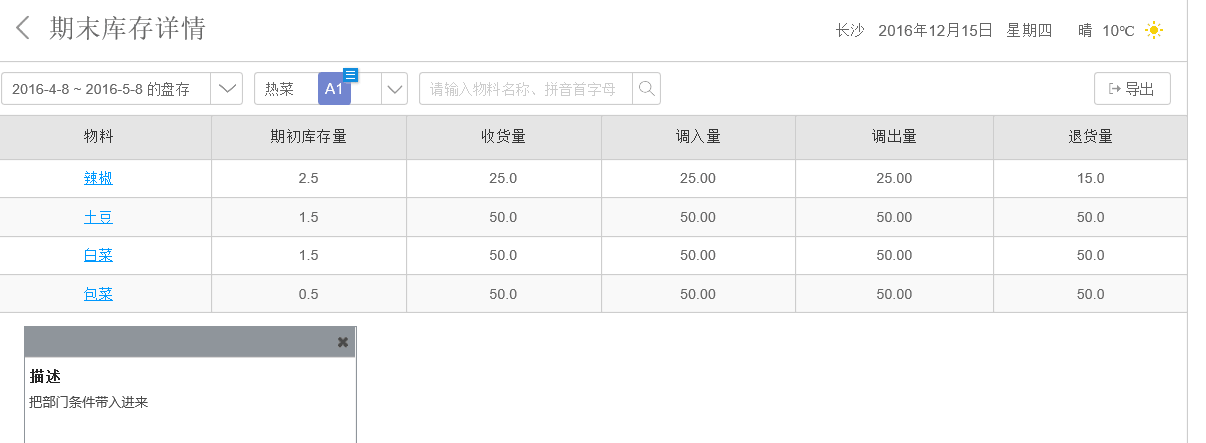 期末库存详情
长沙 2016年12月15日 星期四 晴 10℃
2016-4-8 ~ 2016-5-8 的盘存 热菜 A1 请输入物料名称、拼音首字母 导出
物料 期初库存量 收货量 调入量 调出量 退货量
辣椒 2.5 25.0 25.00 25.00 15.0
土豆 1.5 50.0 50.00 50.00 50.0
白菜 1.5 50.0 50.00 50.00 50.0
包菜 0.5 50.0 50.00 50.00 50.0
描述
把部门条件带入进来